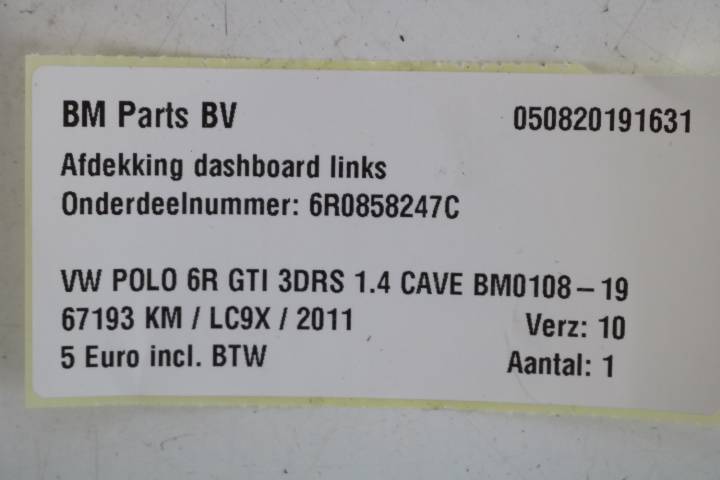 BM Parts BV 050820191631
Afdekking dashboard links
Onderdeelnummer: 6R0858247C
VW POLO 6R GTI 3DRS 1.4 CAVE BM0108-19
67193 KM / LC9X / 2011 Verz: 10
5 Euro incl. BTW Aantal: 1